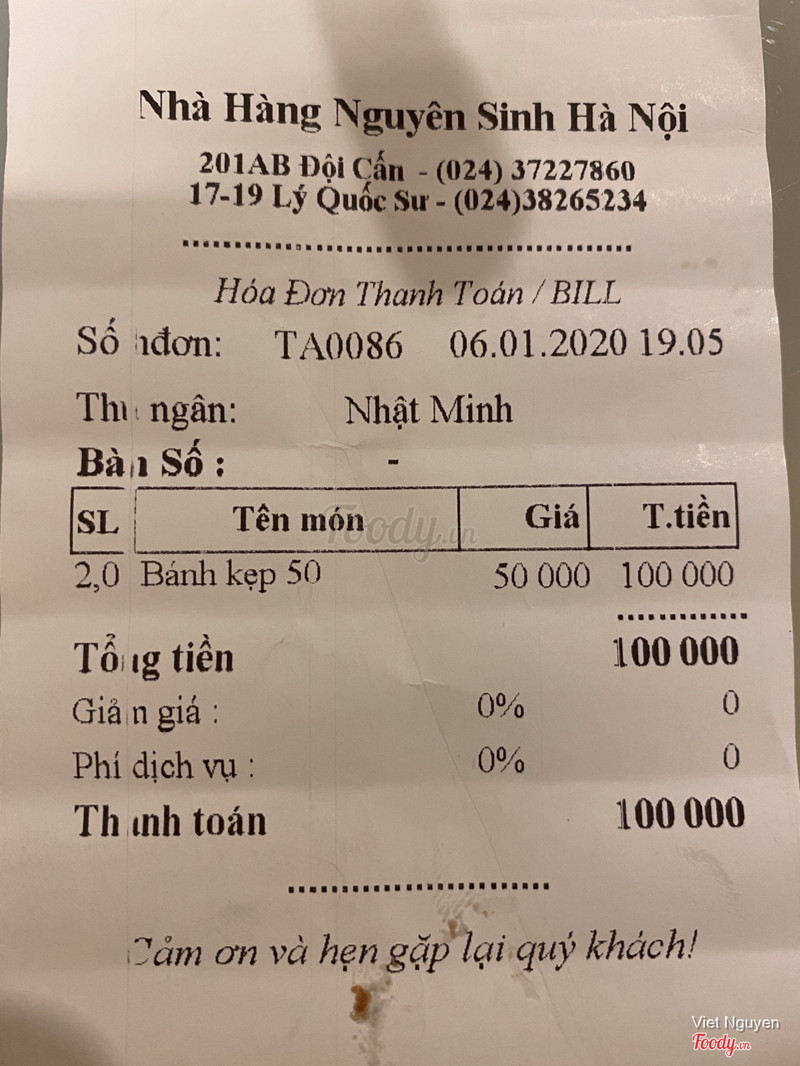 Nhà Hàng Nguyên Sinh Hà Nội
201AB Đội Cấn - (024) 37227860
17-19 Lý Quốc Sư - (024)38265234
Hóa Đơn Thanh Toán / BILL
Số hđơn: TA0086 06.01.2020 19.05
Thu ngân: Nhật Minh
Bàn Số : -
SL Tên món Giá T.tiền
2,0 Bánh kẹp 50 50 000 100 000
Tổng tiền 100 000
Giảm giá : 0% 0
Phí dịch vụ : 0% 0
Thanh toán 100 000
Cảm ơn và hẹn gặp lại quý khách!
Foody.vn
Viet Nguyen
Foody.vn